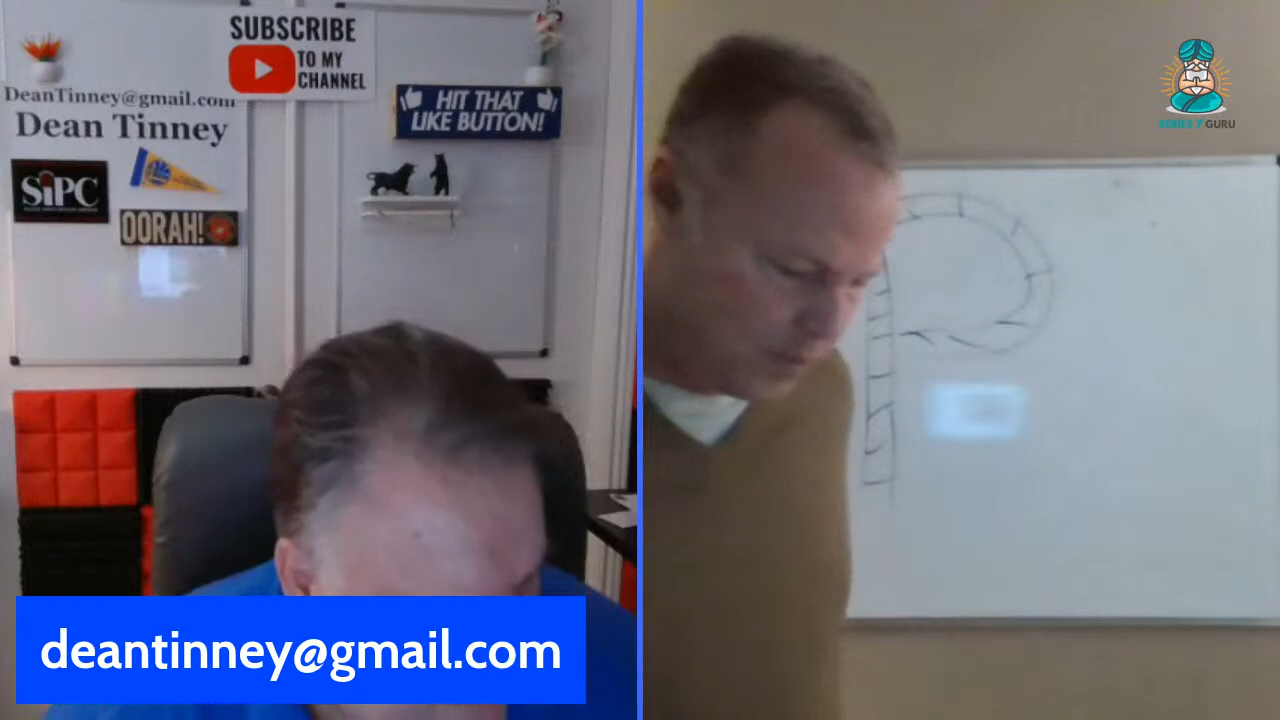 SUBSCRIBE
TO MY
CHANNEL
DeanTinney@gmail.com
Dean Tinney
HIT THAT
LIKE BUTTON!
SiPC
OORAH!
SERIES 7 GURU
P
deantinney@gmail.com